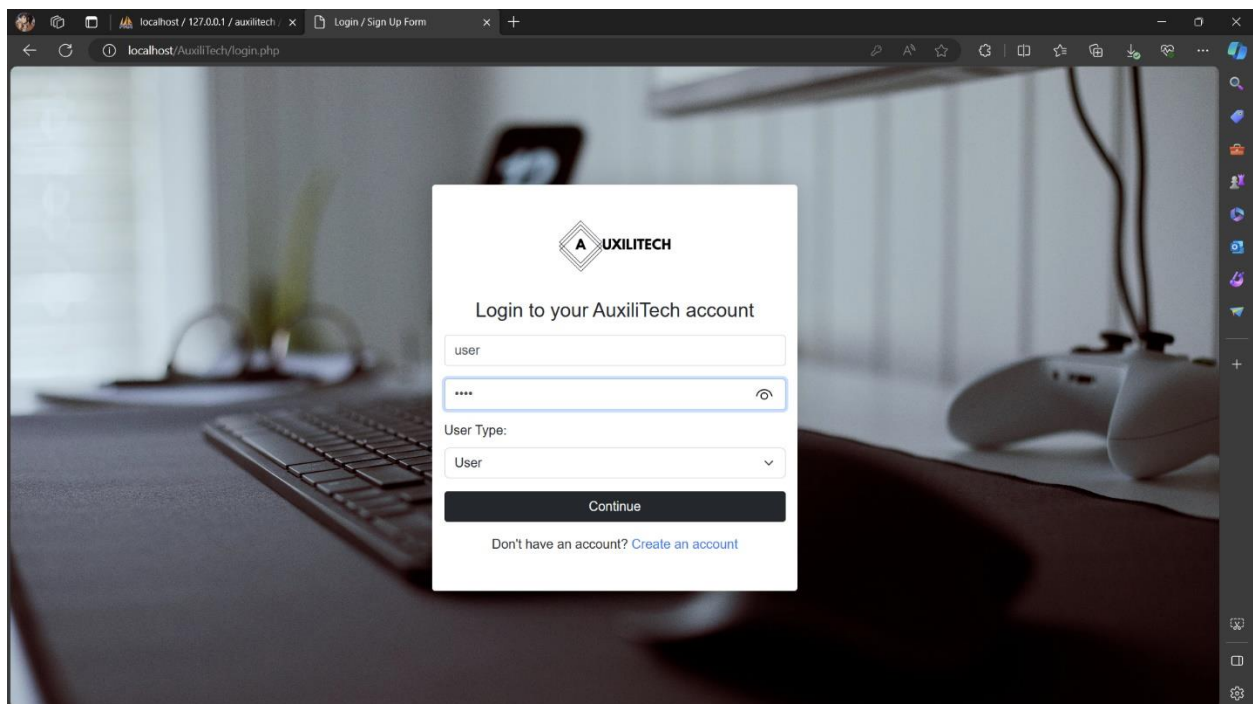 localhost / 127.0.0.1 / auxilitech /
Login / Sign Up Form
localhost/AuxiliTech/login.php
A UXILITECH
Login to your AuxiliTech account
user
••••
User Type:
User
Continue
Don't have an account? Create an account